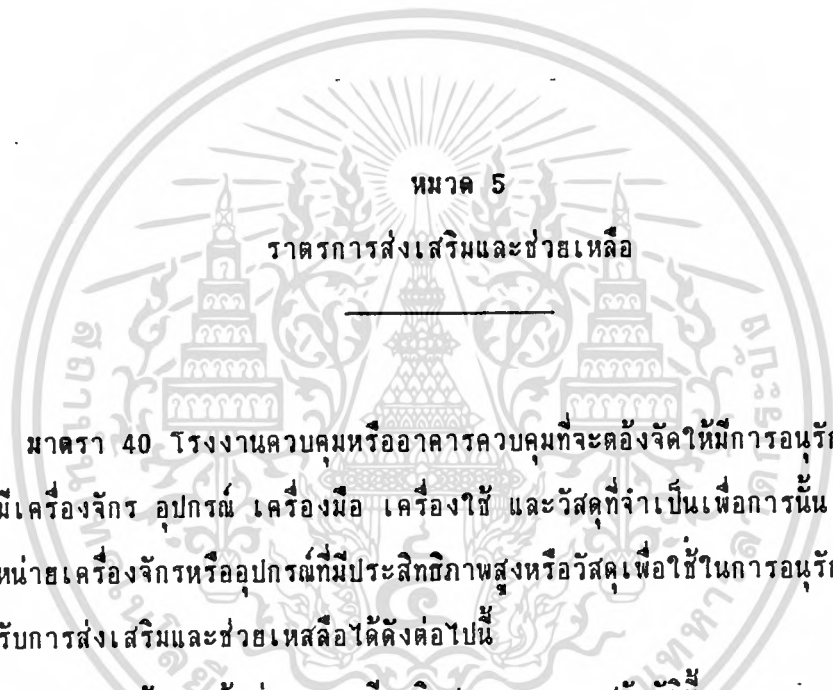 หมวด 5
ราตรการส่งเสริมและช่วยเหลือ
มาตรา 40 โรงงานควบคุมหรืออาคารควบคุมที่จะตอ้งจัดให้มีการอนุรัก
มีเครื่องจักร อุปกรณ์ เครื่องมือ เครื่องใช้ และวัสดุที่จำเป็นเพื่อการนั้น
หน่ายเครื่องจักรหรืออุปกรณ์ที่มีประสิทธิภาพสูงหรือวัสดุเพื่อใช้ในการอนุรัก
รับการส่งเสริมและช่วยเหสลือได้ดังต่อไปนี้